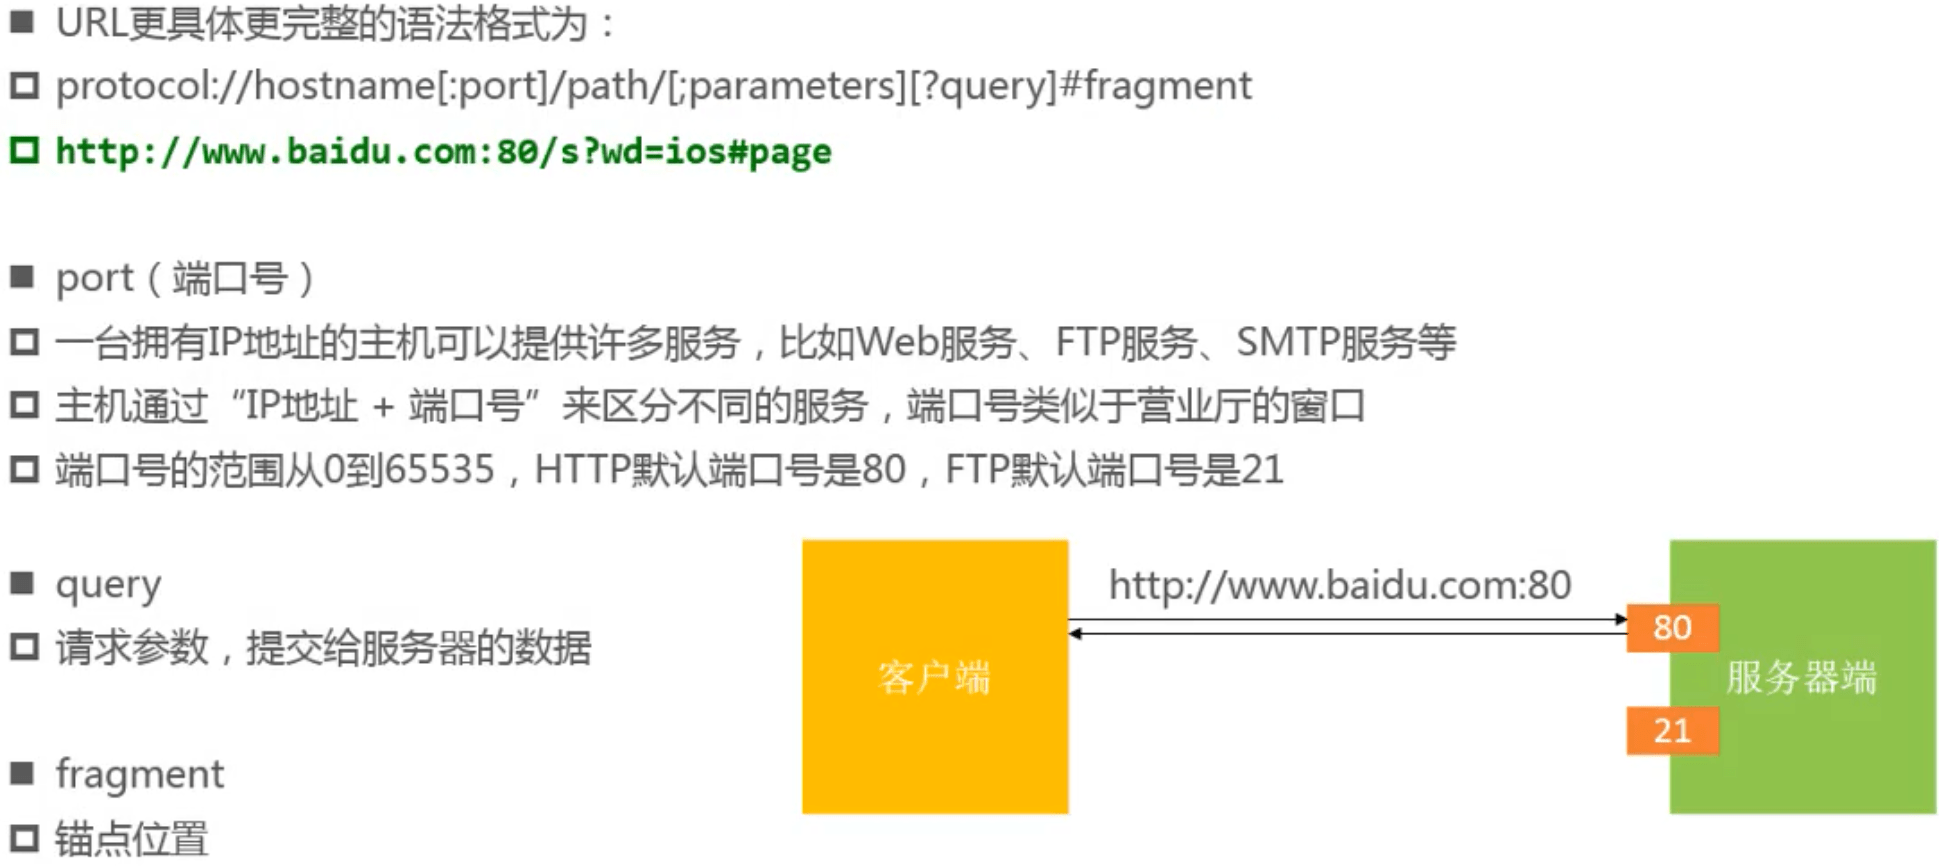 URL更具体更完整的语法格式为：
protocol://hostname[:port]/path/[;parameters][?query]#fragment
http://www.baidu.com:80/s?wd=ios#page
port（端口号）
一台拥有IP地址的主机可以提供许多服务，比如Web服务、FTP服务、SMTP服务等
主机通过“IP地址 + 端口号”来区分不同的服务，端口号类似于营业厅的窗口
端口号的范围从0到65535，HTTP默认端口号是80，FTP默认端口号是21
query
请求参数，提交给服务器的数据
fragment
锚点位置
http://www.baidu.com:80
客户端
80
服务器端
21